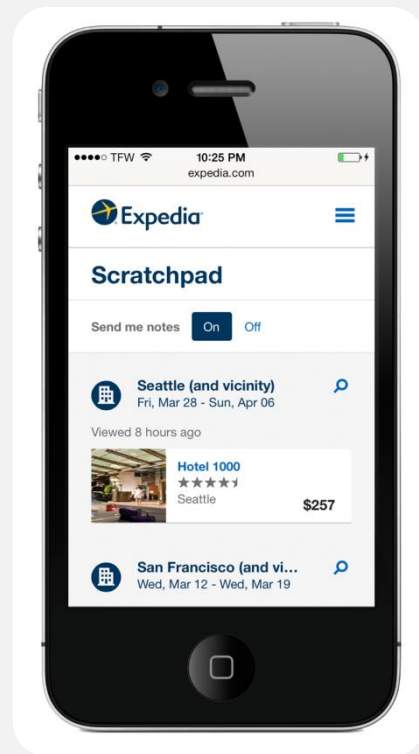 TFW 10:25 PM
expedia.com
Expedia
Scratchpad
Send me notes On Off
Seattle (and vicinity)
Fri, Mar 28 - Sun, Apr 06
Viewed 8 hours ago
Hotel 1000
Seattle
$257
San Francisco (and vi...
Wed, Mar 12 - Wed, Mar 19